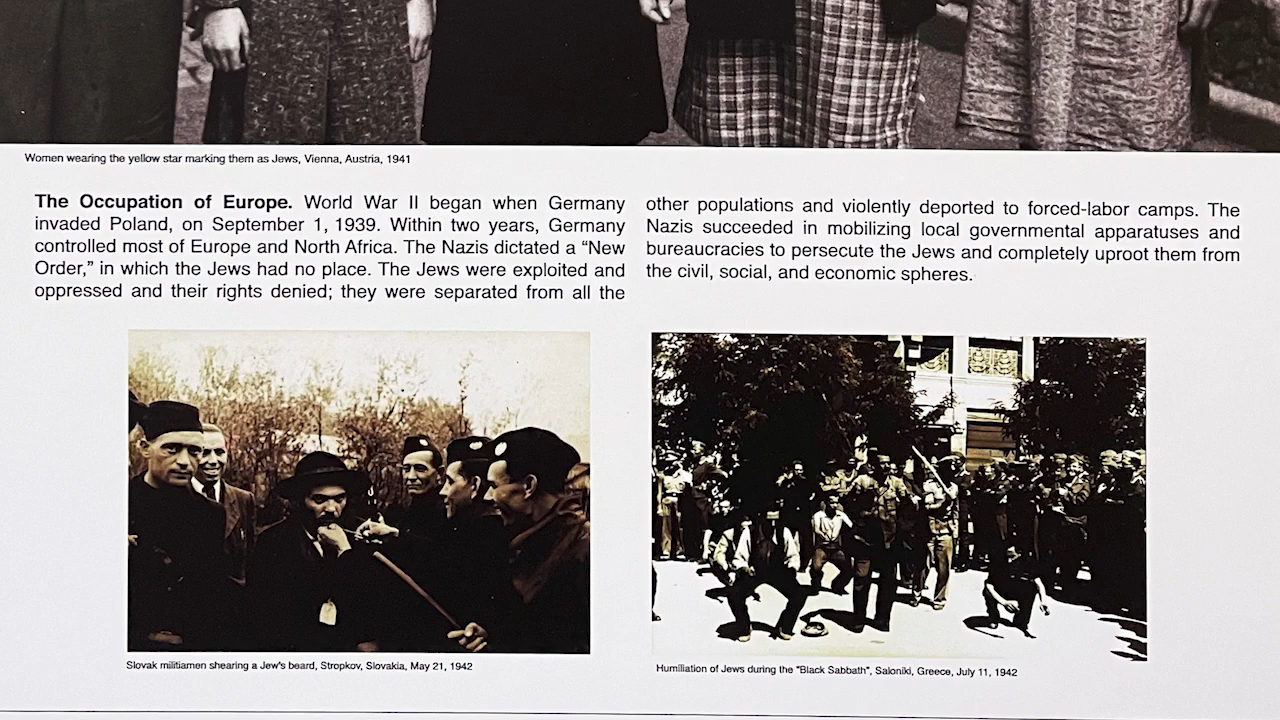 Women wearing the yellow star marking them as Jews, Vienna, Austria, 1941
The Occupation of Europe. World War II began when Germany
invaded Poland, on September 1, 1939. Within two years, Germany
controlled most of Europe and North Africa. The Nazis dictated a “New
Order,” in which the Jews had no place. The Jews were exploited and
oppressed and their rights denied; they were separated from all the
other populations and violently deported to forced-labor camps. The
Nazis succeeded in mobilizing local governmental apparatuses and
bureaucracies to persecute the Jews and completely uproot them from
the civil, social, and economic spheres.
Slovak militiamen shearing a Jew's beard, Stropkov, Slovakia, May 21, 1942
Humiliation of Jews during the "Black Sabbath", Saloniki, Greece, July 11, 1942